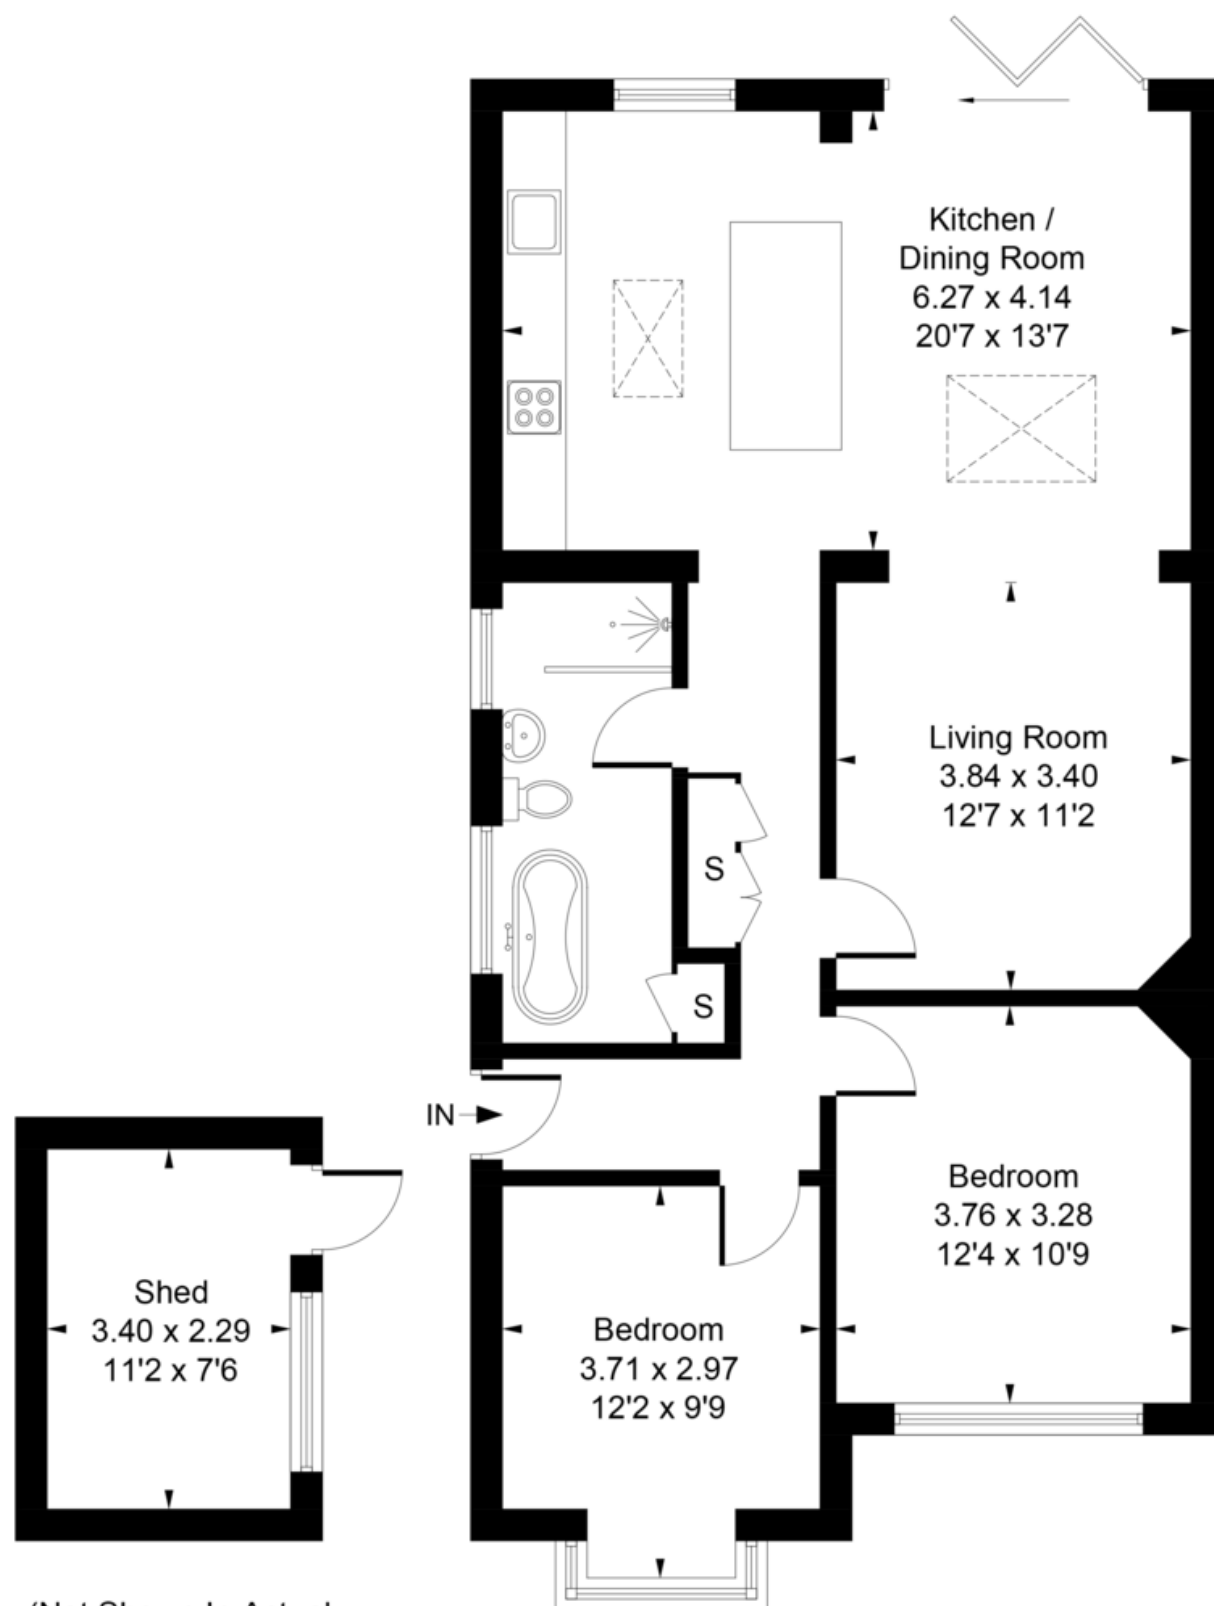 Kitchen /
Dining Room
6.27 x 4.14
20'7 x 13'7
Living Room
3.84 x 3.40
12'7 x 11'2
S
S
IN
Bedroom
3.76 x 3.28
12'4 x 10'9
Shed
3.40 x 2.29
11'2 x 7'6
Bedroom
3.71 x 2.97
12'2 x 9'9